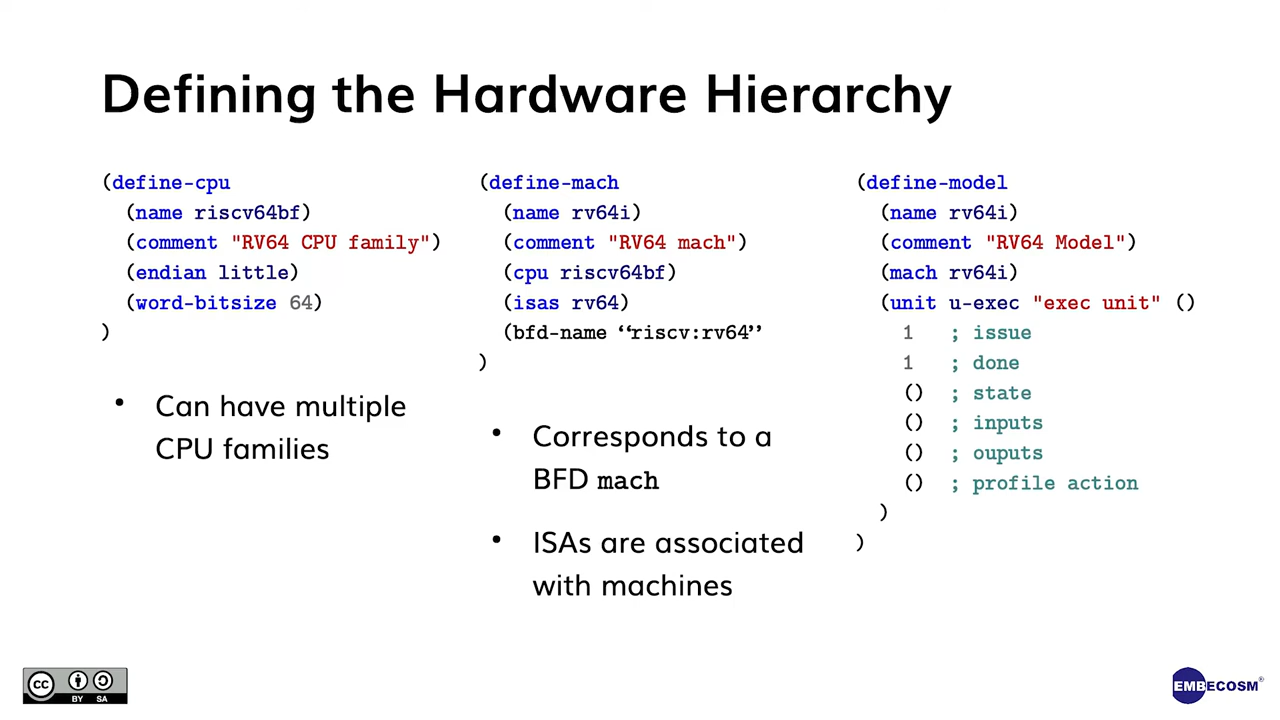 Defining the Hardware Hierarchy
(define-cpu
(name riscv64bf)
(comment "RV64 CPU family")
(endian little)
(word-bitsize 64)
)
• Can have multiple
CPU families
(define-mach
(name rv64i)
(comment "RV64 mach")
(cpu riscv64bf)
(isas rv64)
(bfd-name “riscv:rv64”
)
• Corresponds to a
BFD mach
• ISAs are associated
with machines
(define-model
(name rv64i)
(comment "RV64 Model")
(mach rv64i)
(unit u-exec "exec unit" ()
1 ; issue
1 ; done
() ; state
() ; inputs
() ; ouputs
() ; profile action
)
)
cc BY SA
EMBECOSM®